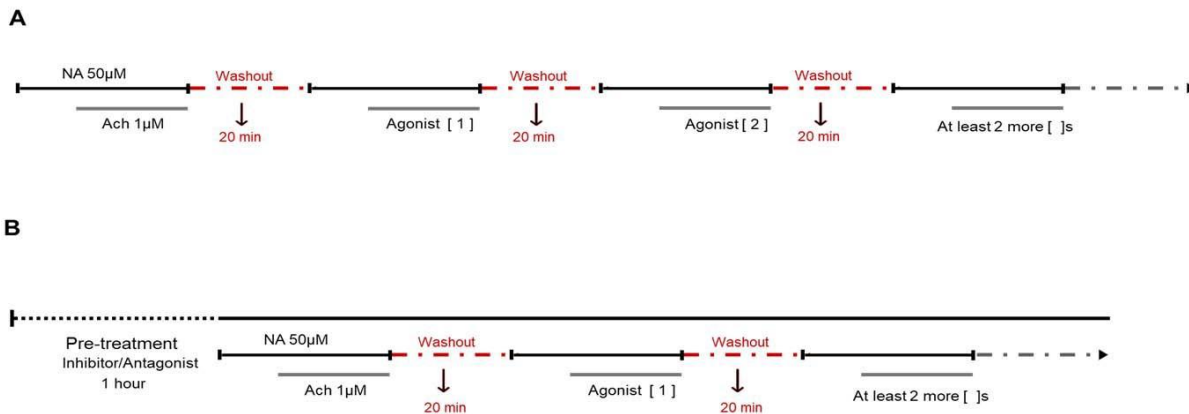 A
NA 50µM Washout Washout Washout
Ach 1µM 20 min Agonist [ 1 ] 20 min Agonist [ 2 ] 20 min At least 2 more [ ]s
B
Pre-treatment
Inhibitor/Antagonist
1 hour
NA 50µM Washout Washout
Ach 1µM 20 min Agonist [ 1 ] 20 min At least 2 more [ ]s